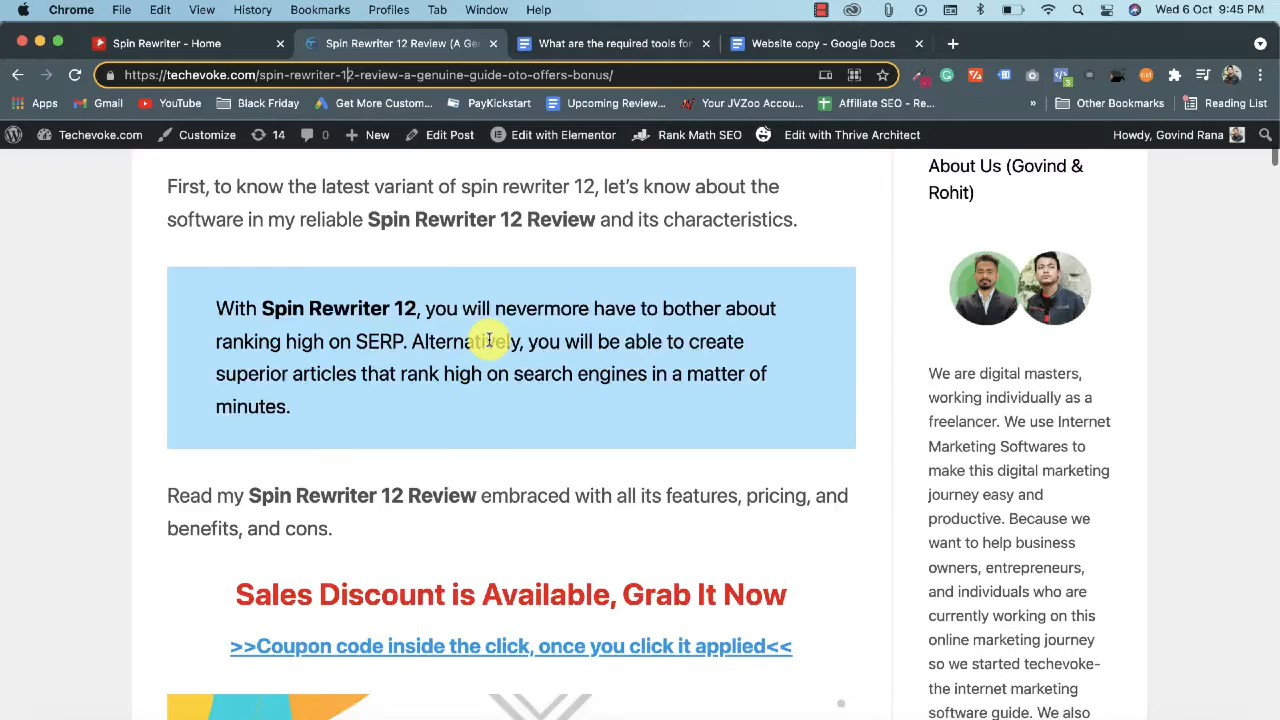 Chrome File Edit View History Bookmarks Profiles Tab Window Help Wed 6 Oct 9:45 PM
Spin Rewriter - Home Spin Rewriter 12 Review (A Ge What are the required tools for Website copy - Google Docs
https://techevoke.com/spin-rewriter-12-review-a-genuine-guide-oto-offers-bonus/
Apps Gmail YouTube Black Friday Get More Custom... PayKickstart Upcoming Review... Your JVZoo Accou... Affiliate SEO - Re... » Other Bookmarks Reading List
Techevoke.com Customize 14 0 New Edit Post Edit with Elementor Rank Math SEO Edit with Thrive Architect Howdy, Govind Rana
First, to know the latest variant of spin rewriter 12, let's know about the
software in my reliable Spin Rewriter 12 Review and its characteristics.
With Spin Rewriter 12, you will nevermore have to bother about
ranking high on SERP. Alternatively, you will be able to create
superior articles that rank high on search engines in a matter of
minutes.
Read my Spin Rewriter 12 Review embraced with all its features, pricing, and
benefits, and cons.
Sales Discount is Available, Grab It Now
>>Coupon code inside the click, once you click it applied<<
About Us (Govind &
Rohit)
We are digital masters,
working individually as a
freelancer. We use Internet
Marketing Softwares to
make this digital marketing
journey easy and
productive. Because we
want to help business
owners, entrepreneurs,
and individuals who are
currently working on this
online marketing journey
so we started techevoke-
the internet marketing
software guide. We also